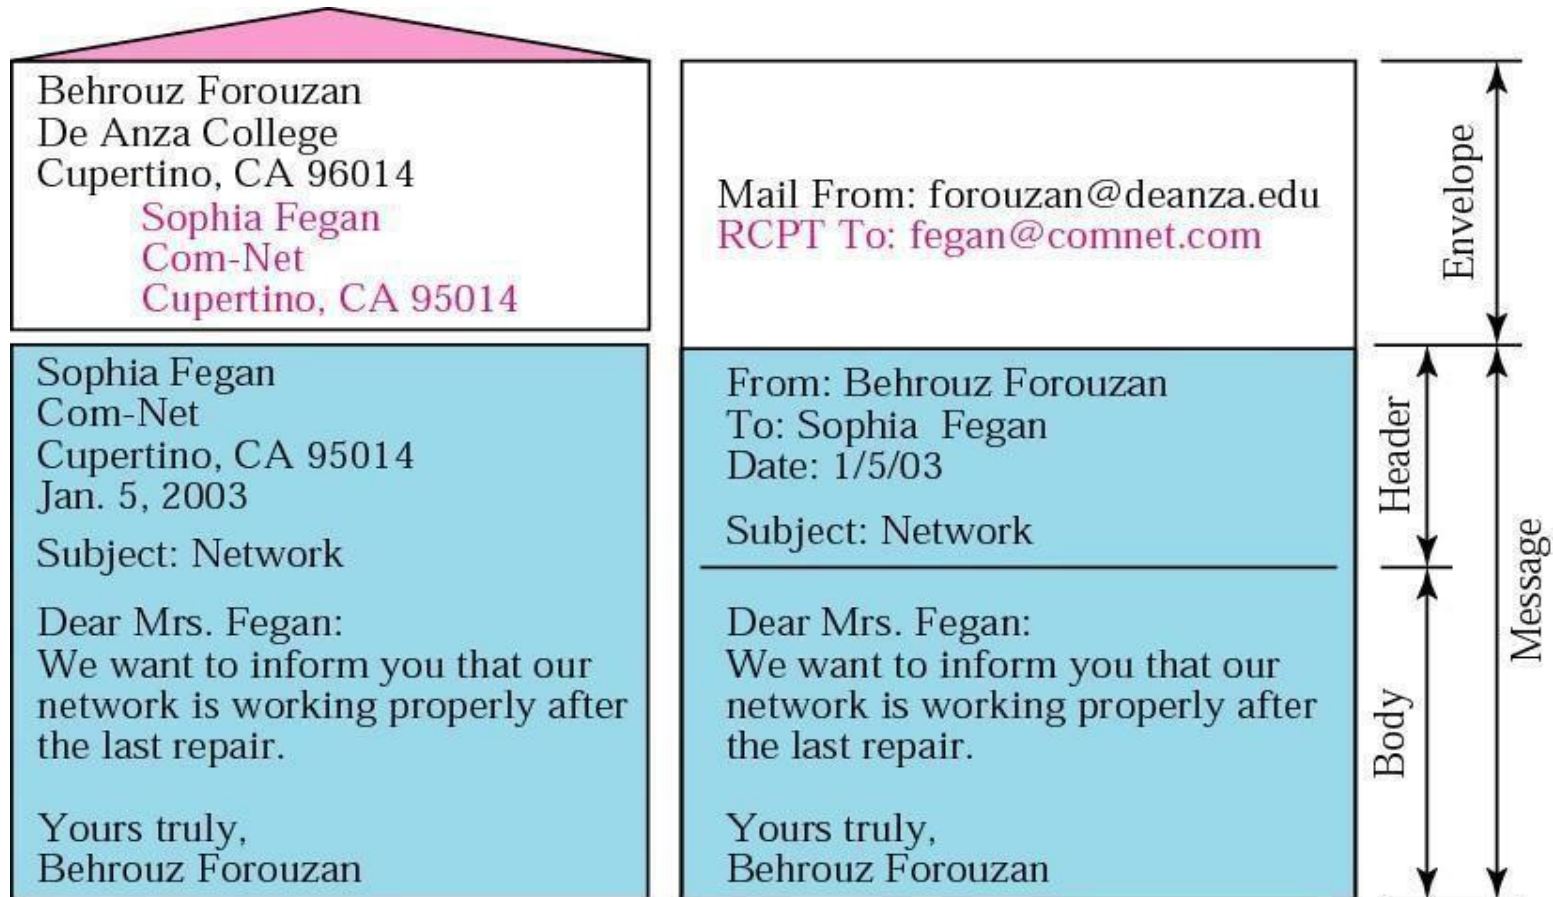 Behrouz Forouzan
De Anza College
Cupertino, CA 96014
Sophia Fegan
Com-Net
Cupertino, CA 95014
Sophia Fegan
Com-Net
Cupertino, CA 95014
Jan. 5, 2003
Subject: Network
Dear Mrs. Fegan:
We want to inform you that our
network is working properly after
the last repair.
Yours truly,
Behrouz Forouzan
Mail From: forouzan@deanza.edu
RCPT To: fegan@comnet.com
From: Behrouz Forouzan
To: Sophia Fegan
Date: 1/5/03
Subject: Network
Dear Mrs. Fegan:
We want to inform you that our
network is working properly after
the last repair.
Yours truly,
Behrouz Forouzan
Envelope
Header
Body
Message